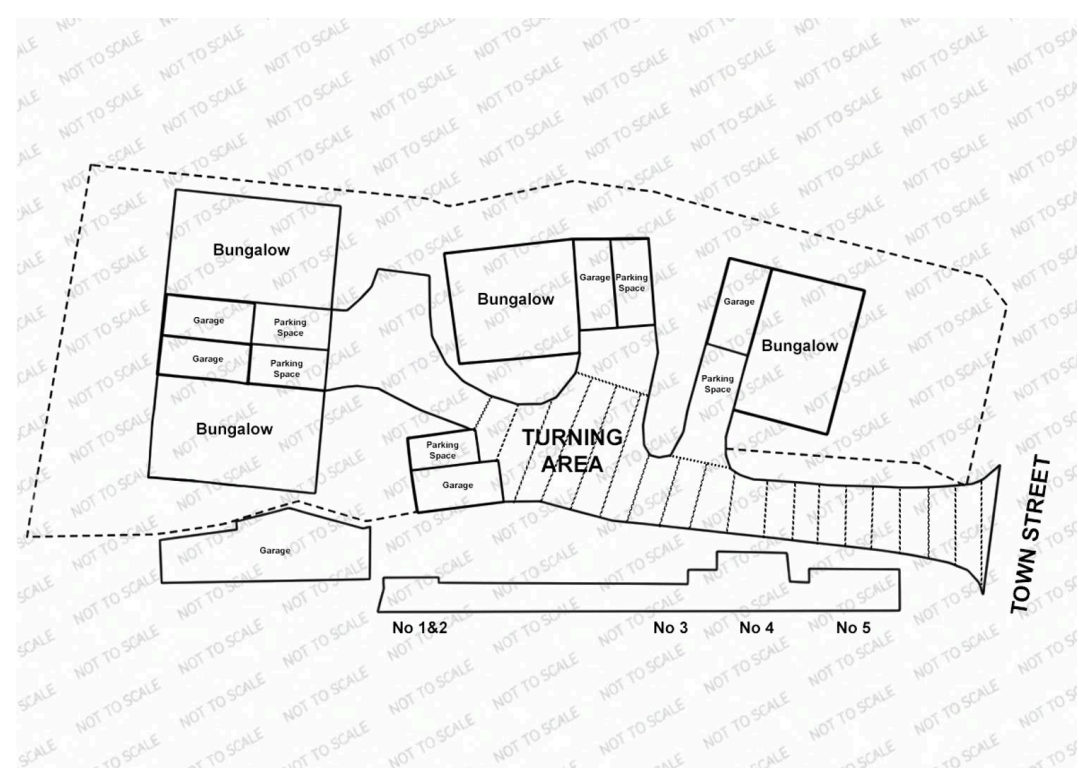 NOT TO SCALE
Bungalow
Garage
Parking
Space
Garage
Parking
Space
Bungalow
Bungalow
Garage
Parking
Space
Garage
Parking
Space
Bungalow
Parking
Space
Garage
TURNING
AREA
TOWN STREET
Garage
No 1&2
No 3
No 4
No 5